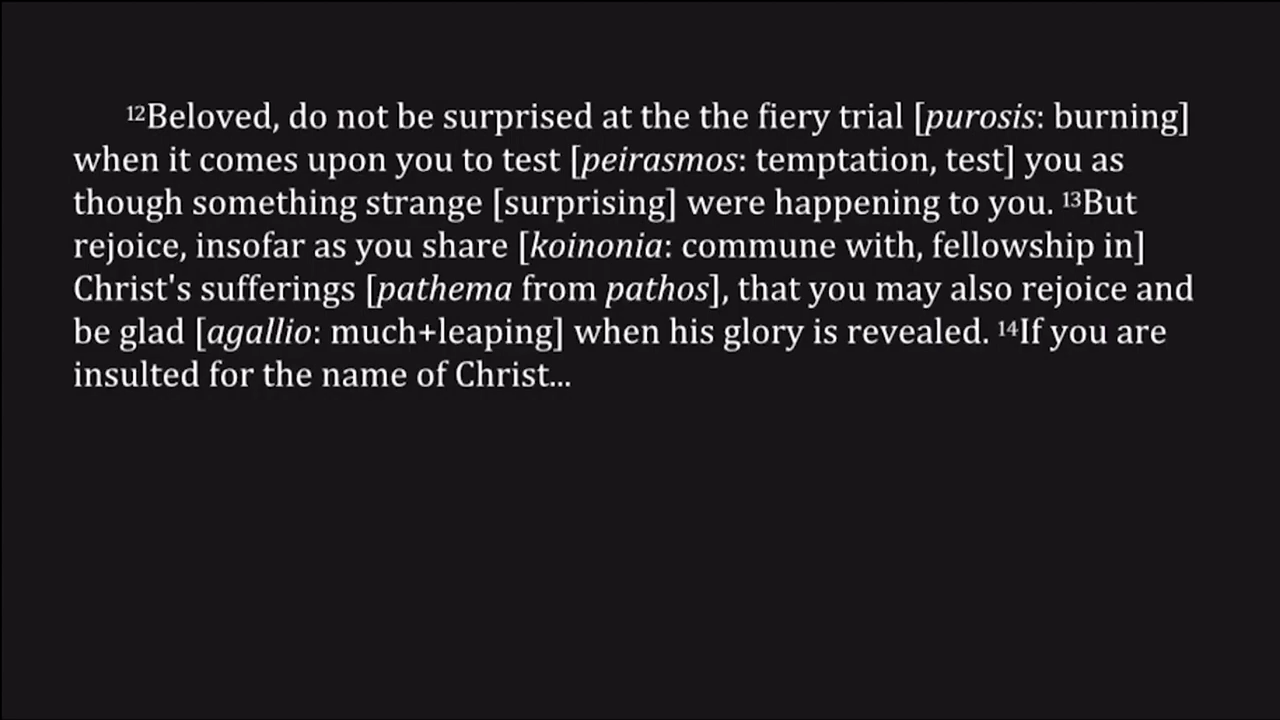 12Beloved, do not be surprised at the the fiery trial [purosis: burning]
when it comes upon you to test [peirasmos: temptation, test] you as
though something strange [surprising] were happening to you. 13But
rejoice, insofar as you share [koinonia: commune with, fellowship in]
Christ's sufferings [pathema from pathos], that you may also rejoice and
be glad [agallio: much+leaping] when his glory is revealed. 14If you are
insulted for the name of Christ...